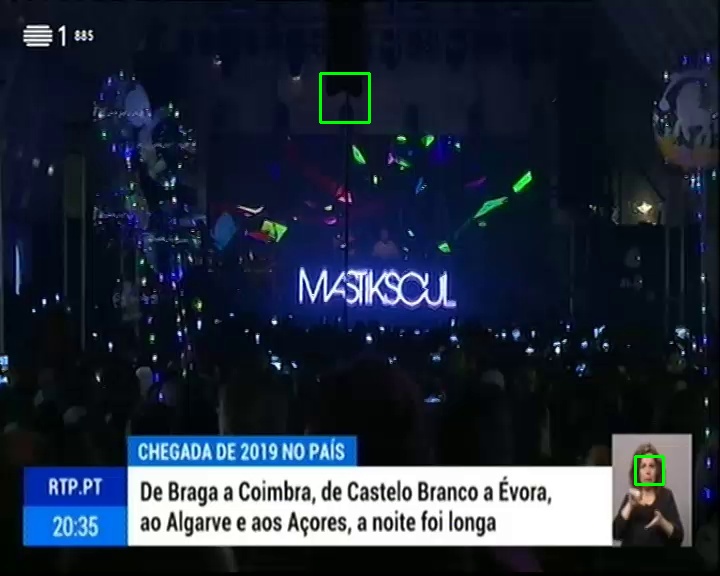 1 885
MASTIKSOUL
CHEGADA DE 2019 NO PAÍS
RTP.PT
De Braga a Coimbra, de Castelo Branco a Évora,
20:35
ao Algarve e aos Açores, a noite foi longa